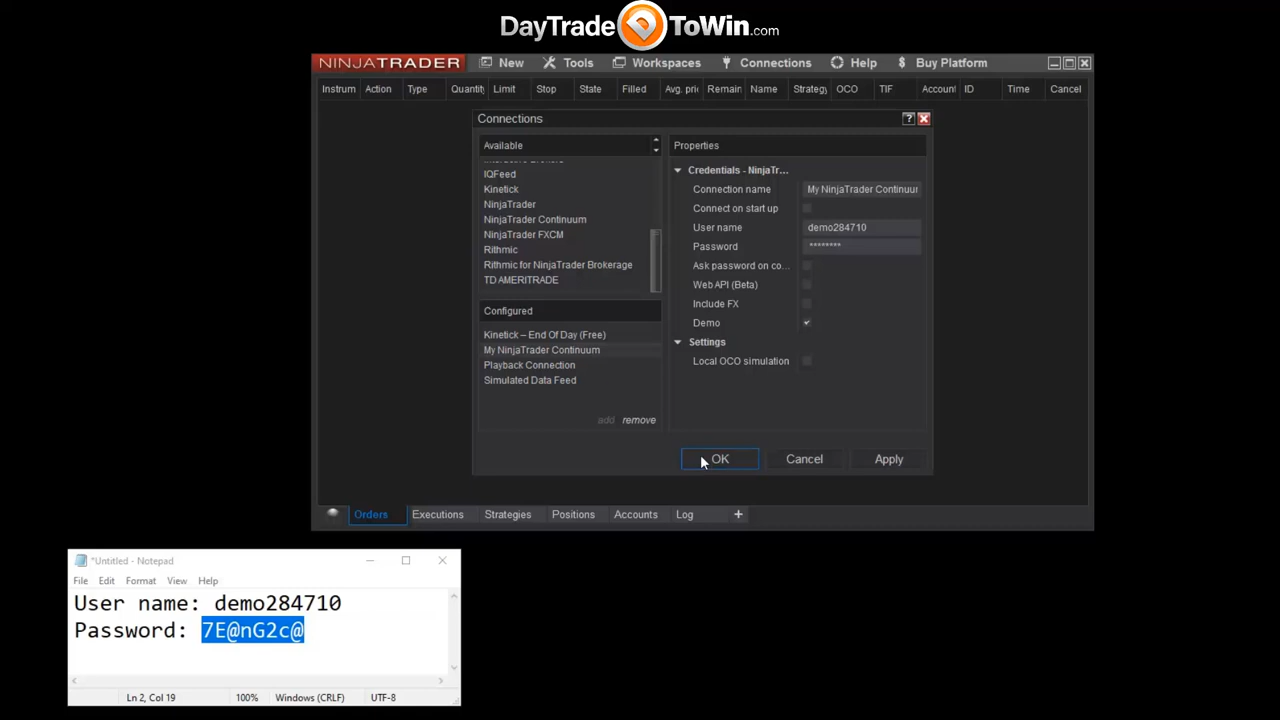 DayTradeToWin.com
NINJATRADER New Tools Workspaces Connections Help $ Buy Platform
Instrum Action Type Quantity Limit Stop State Filled Avg. pric Remain Name Strategy OCO TIF Account ID Time Cancel
Connections ?
Available
IQFeed
Kinetick
NinjaTrader
NinjaTrader Continuum
NinjaTrader FXCM
Rithmic
Rithmic for NinjaTrader Brokerage
TD AMERITRADE
Configured
Kinetick – End Of Day (Free)
My NinjaTrader Continuum
Playback Connection
Simulated Data Feed
add remove
Properties
Credentials - NinjaTr...
Connection name My NinjaTrader Continuur
Connect on start up
User name demo284710
Password ********
Ask password on co...
Web API (Beta)
Include FX
Demo
Settings
Local OCO simulation
OK Cancel Apply
Orders Executions Strategies Positions Accounts Log +
*Untitled - Notepad
File Edit Format View Help
User name: demo284710
Password: 7E@nG2c@
Ln 2, Col 19 100% Windows (CRLF) UTF-8